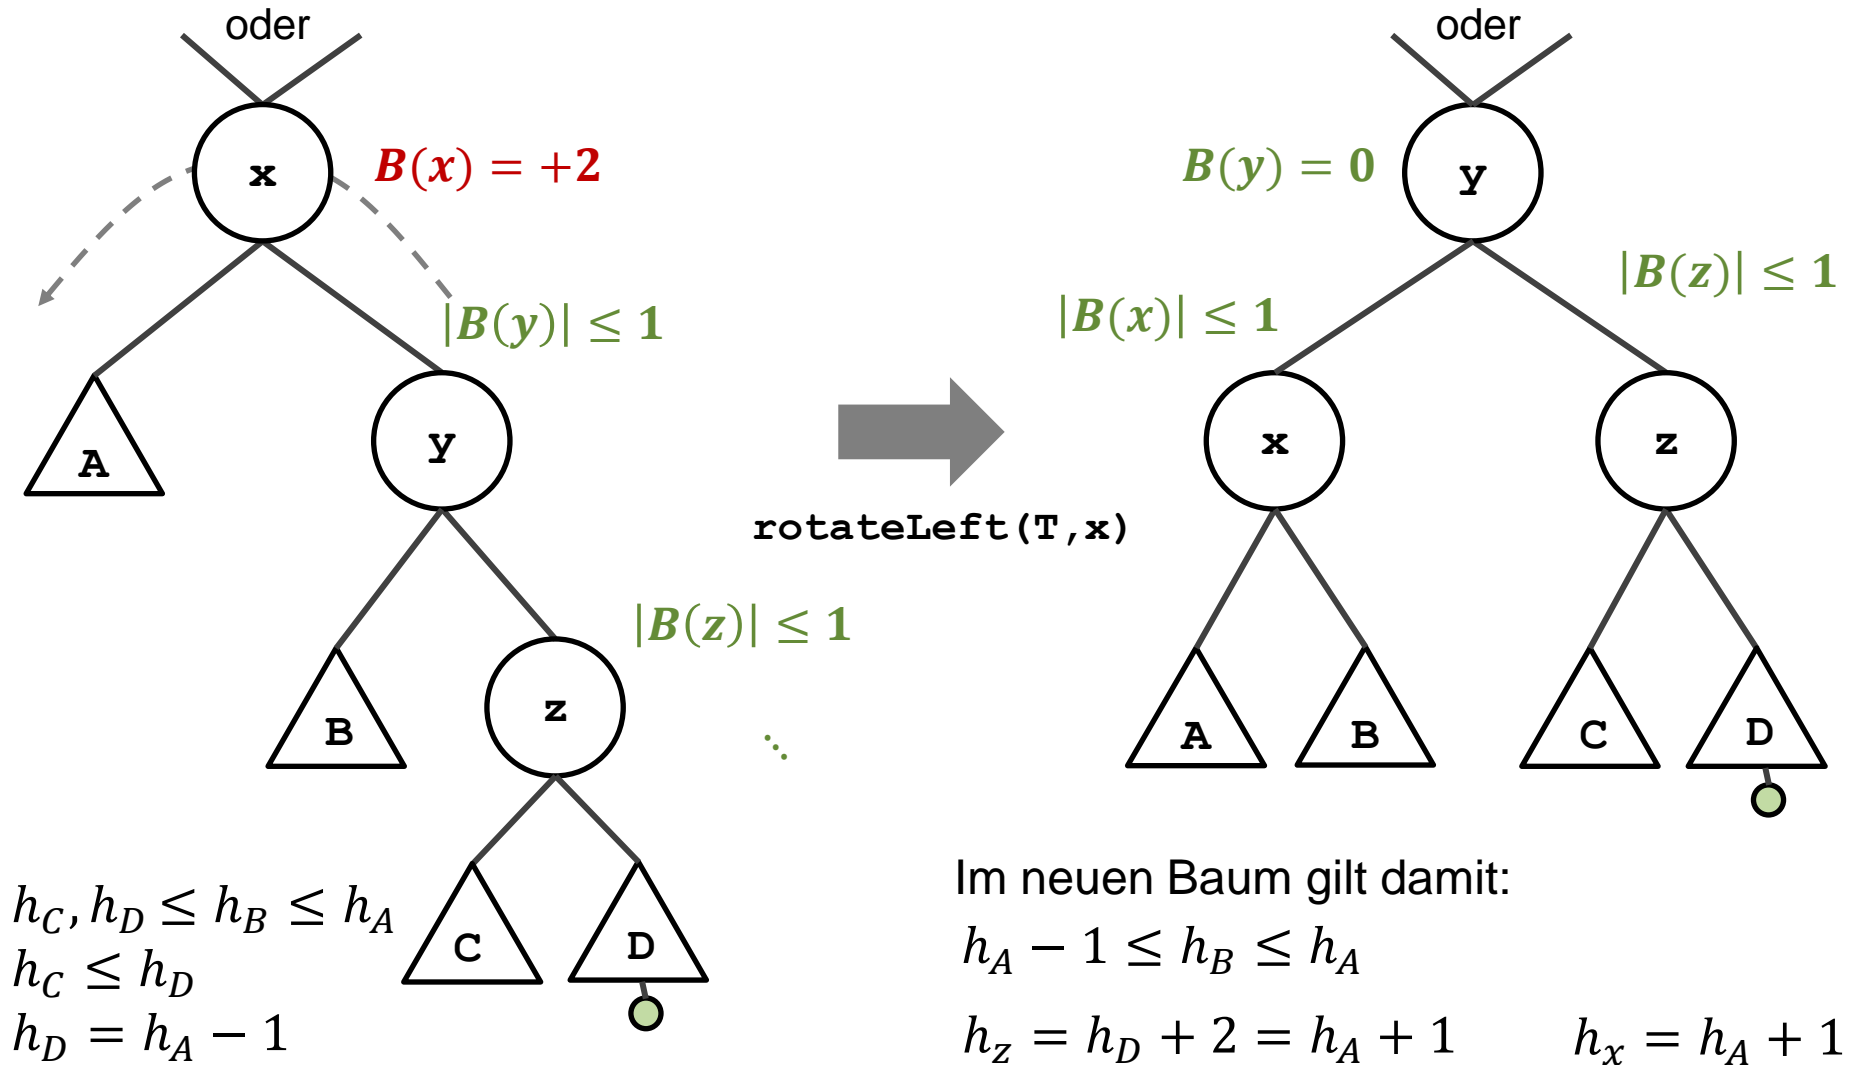 oder
x
B(x) = +2
|B(y)| ≤ 1
A
y
|B(z)| ≤ 1
B
z
⋱
C
D
h_C, h_D ≤ h_B ≤ h_A
h_C ≤ h_D
h_D = h_A − 1
rotateLeft(T,x)
oder
B(y) = 0
y
|B(z)| ≤ 1
|B(x)| ≤ 1
x
z
A
B
C
D
Im neuen Baum gilt damit:
h_A − 1 ≤ h_B ≤ h_A
h_z = h_D + 2 = h_A + 1
h_x = h_A + 1